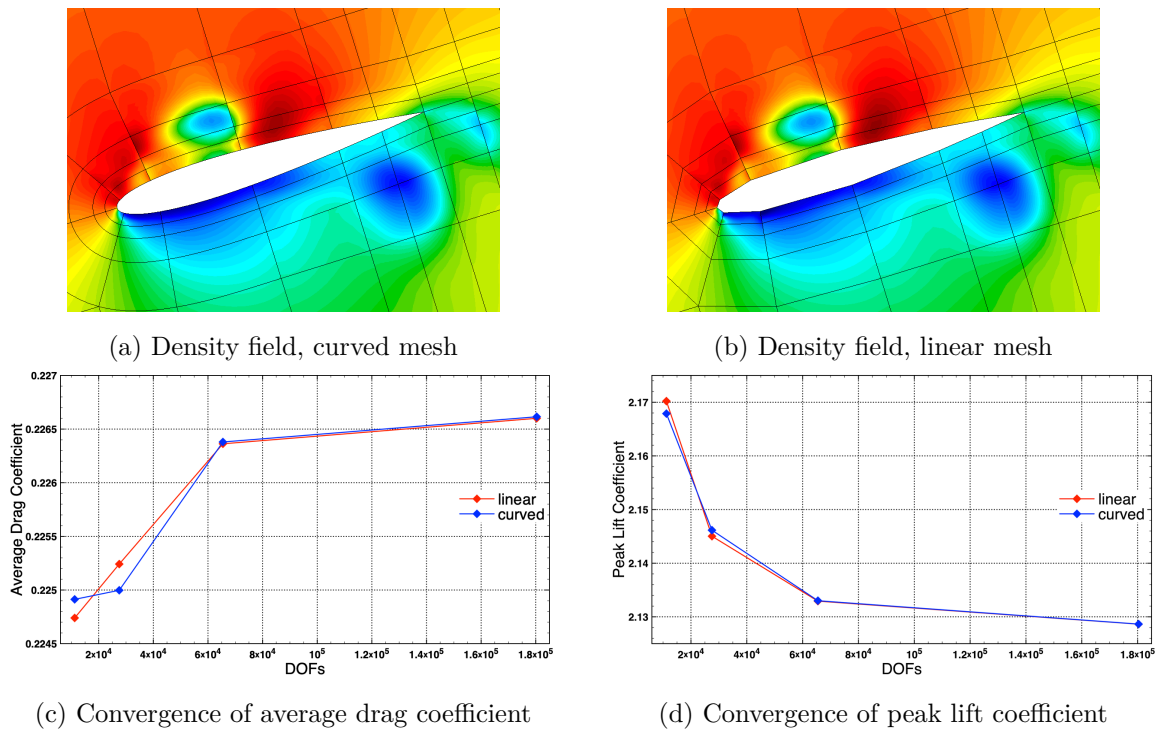 (a) Density field, curved mesh
(b) Density field, linear mesh
0.227
0.2265
0.226
0.2255
0.225
0.2245
Average Drag Coefficient
linear
curved
2×10⁴ 4×10⁴ 6×10⁴ 8×10⁴ 10⁵ 1.2×10⁵ 1.4×10⁵ 1.6×10⁵ 1.8×10⁵
DOFs
(c) Convergence of average drag coefficient
2.17
2.16
2.15
2.14
2.13
Peak Lift Coefficient
linear
curved
2×10⁴ 4×10⁴ 6×10⁴ 8×10⁴ 10⁵ 1.2×10⁵ 1.4×10⁵ 1.6×10⁵ 1.8×10⁵
DOFs
(d) Convergence of peak lift coefficient